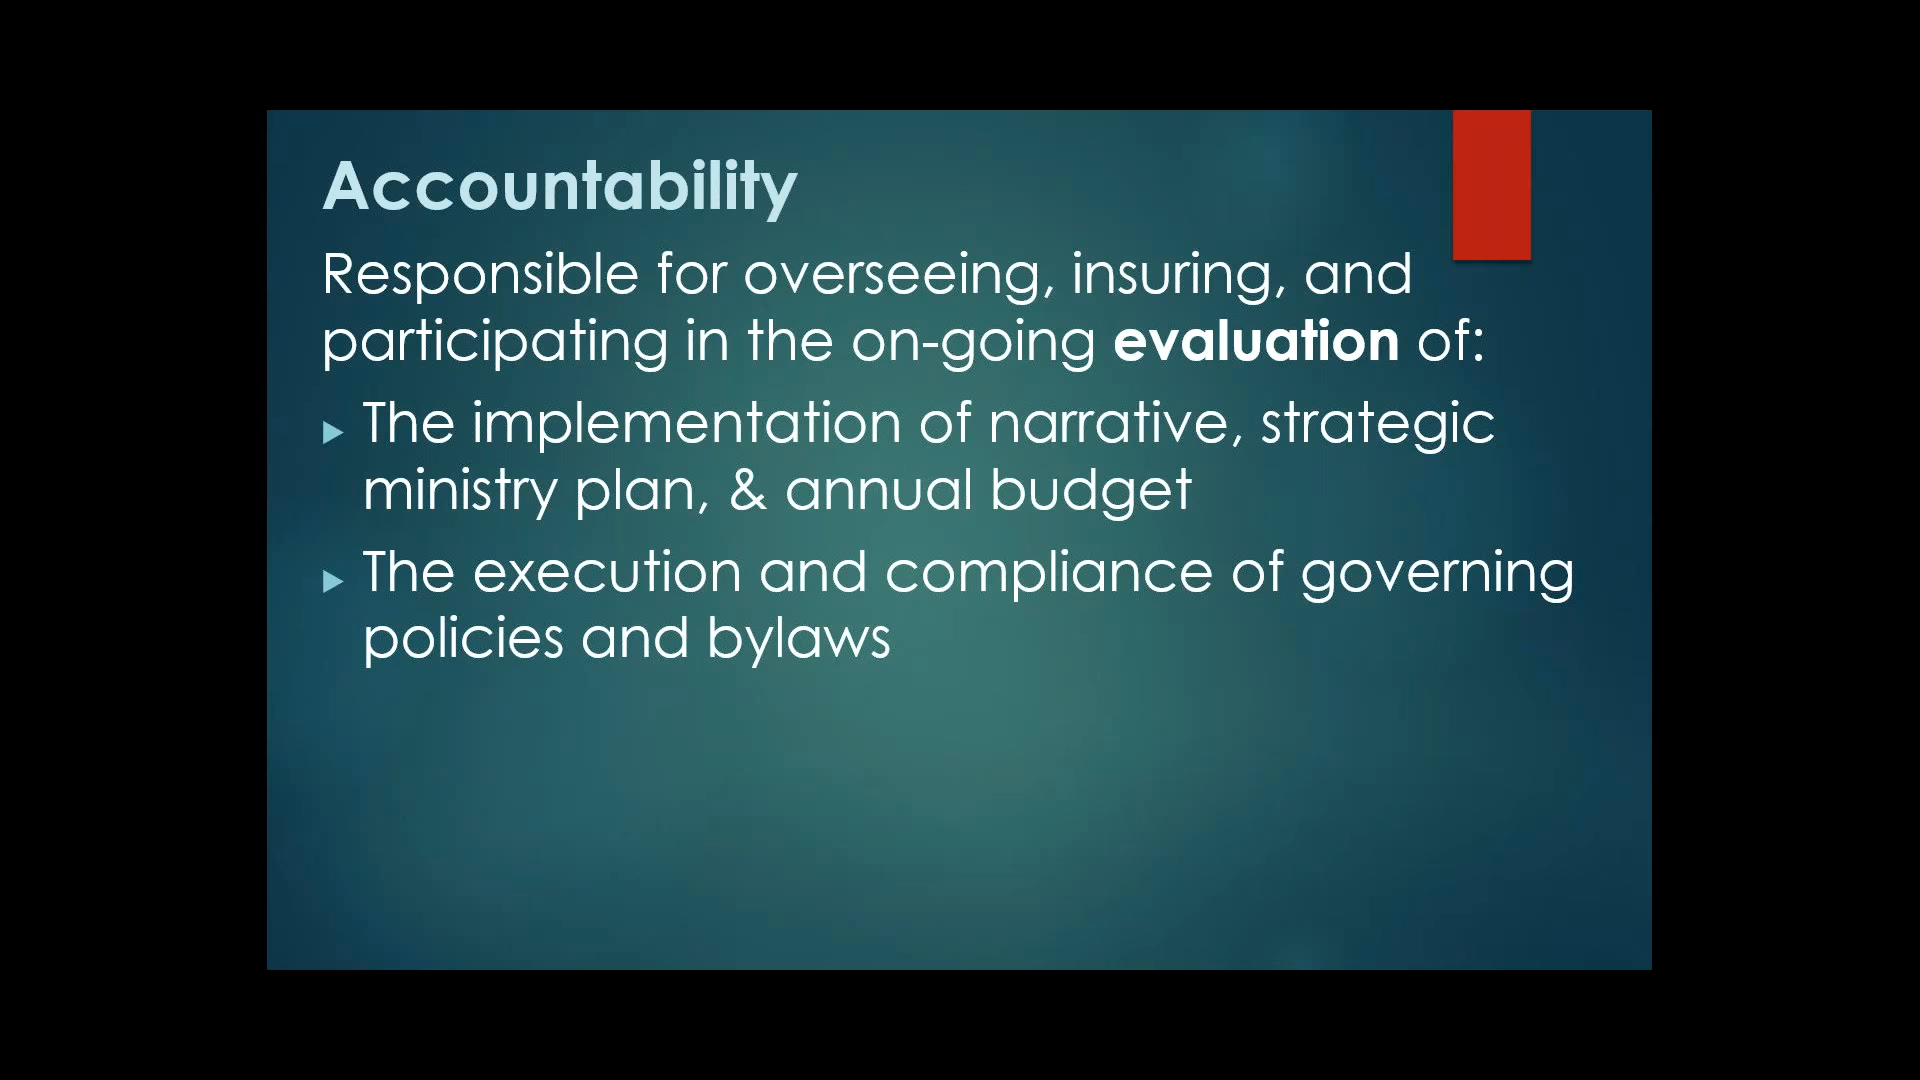 Accountability
Responsible for overseeing, insuring, and
participating in the on-going evaluation of:
The implementation of narrative, strategic
ministry plan, & annual budget
The execution and compliance of governing
policies and bylaws